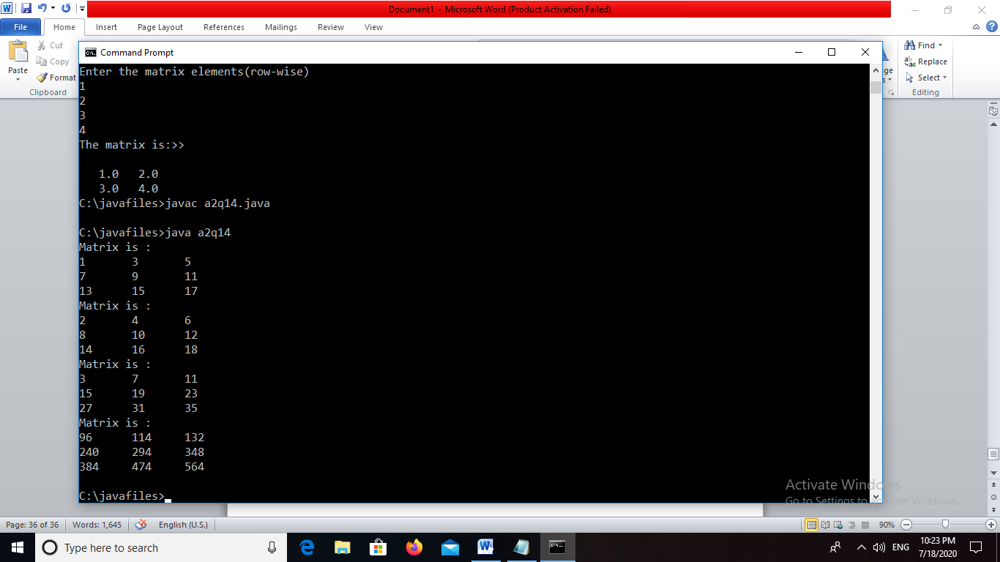 Document1 - Microsoft Word (Product Activation Failed)
File Home Insert Page Layout References Mailings Review View
Cut
Copy
Format
Paste
Clipboard
Find
Replace
Select
Editing
ge
Command Prompt
Enter the matrix elements(row-wise)
1
2
3
4
The matrix is:>>
1.0 2.0
3.0 4.0
C:\javafiles>javac a2q14.java
C:\javafiles>java a2q14
Matrix is :
1 3 5
7 9 11
13 15 17
Matrix is :
2 4 6
8 10 12
14 16 18
Matrix is :
3 7 11
15 19 23
27 31 35
Matrix is :
96 114 132
240 294 348
384 474 564
C:\javafiles>
Activate Windows
Go to Settings to activate Windows.
Page: 36 of 36 Words: 1,645 English (U.S.) 90%
Type here to search
ENG
10:23 PM
7/18/2020